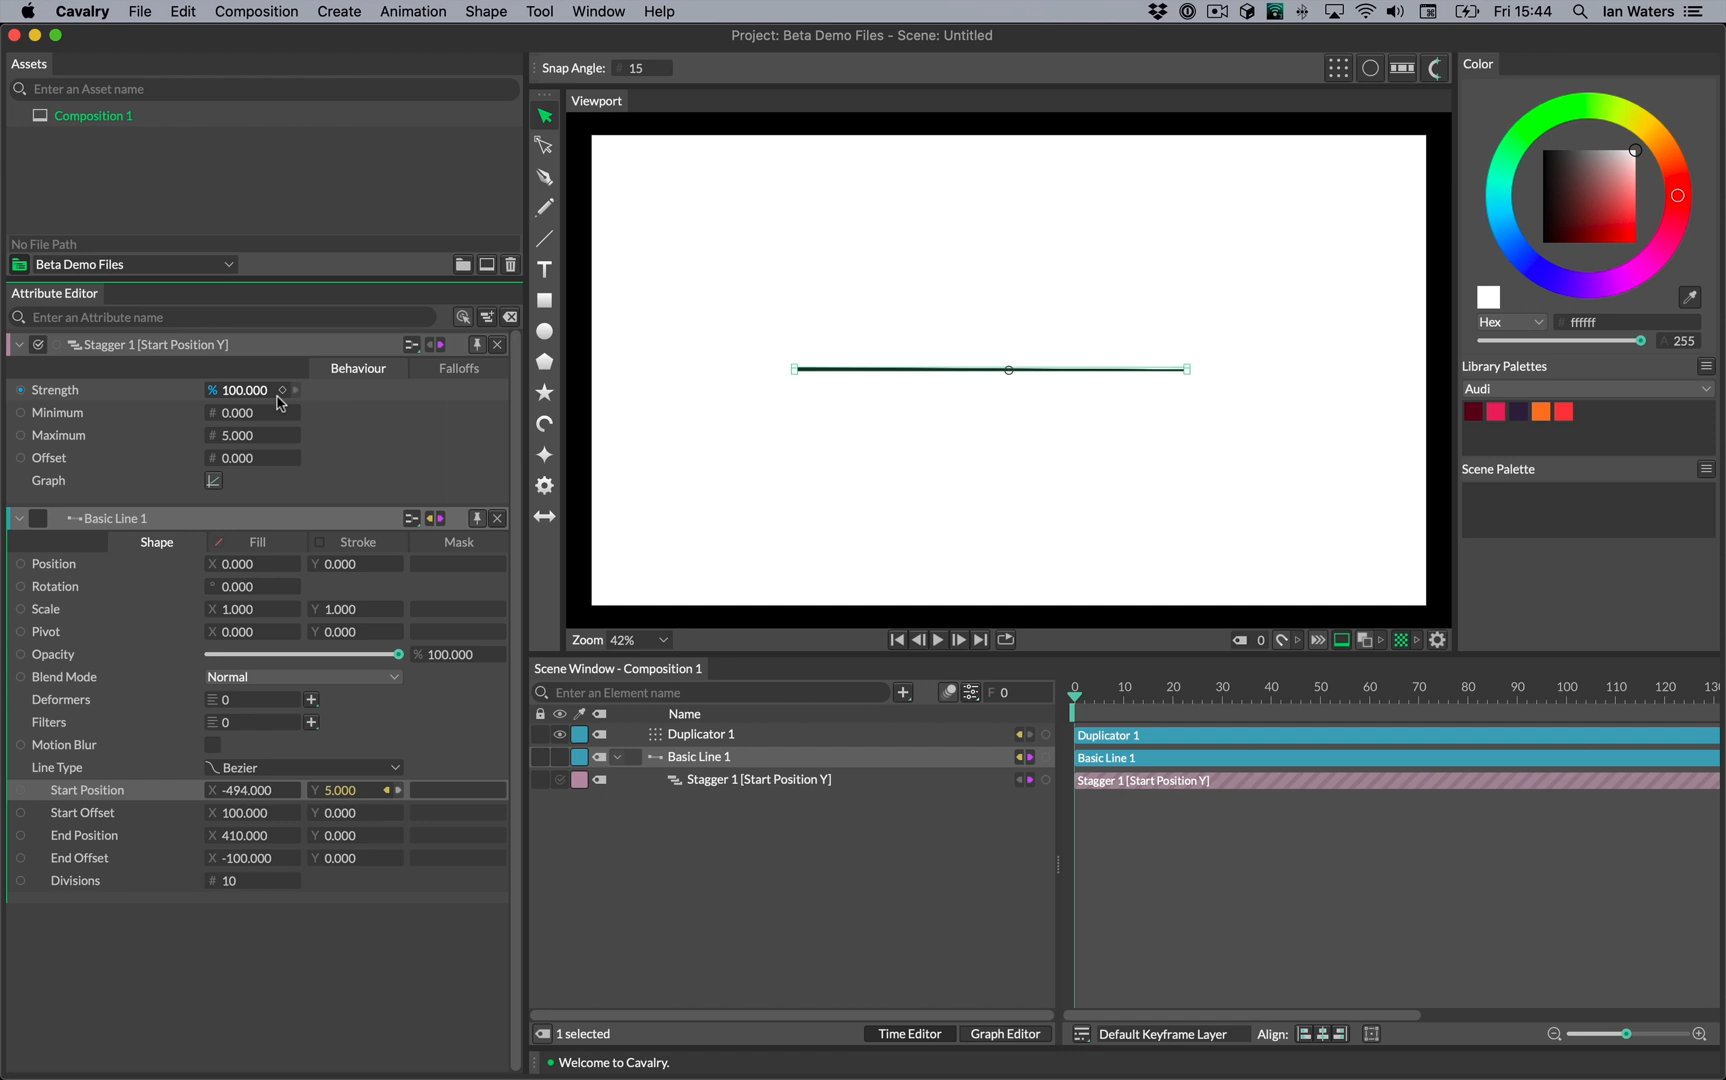 Cavalry File Edit Composition Create Animation Shape Tool Window Help Fri 15:44 Ian Waters
Project: Beta Demo Files - Scene: Untitled
Assets
Enter an Asset name
Composition 1
No File Path
Beta Demo Files
Attribute Editor
Enter an Attribute name
Stagger 1 [Start Position Y]
Behaviour Falloffs
Strength % 100.000
Minimum # 0.000
Maximum # 5.000
Offset # 0.000
Graph
Basic Line 1
Shape Fill Stroke Mask
Position X 0.000 Y 0.000
Rotation ° 0.000
Scale X 1.000 Y 1.000
Pivot X 0.000 Y 0.000
Opacity % 100.000
Blend Mode Normal
Deformers 0
Filters 0
Motion Blur
Line Type Bezier
Start Position X -494.000 Y 5.000
Start Offset X 100.000 Y 0.000
End Position X 410.000 Y 0.000
End Offset X -100.000 Y 0.000
Divisions # 10
Snap Angle: # 15
Viewport
Zoom 42%
0
Scene Window - Composition 1
Enter an Element name
F 0
Name
Duplicator 1
Basic Line 1
Stagger 1 [Start Position Y]
0 10 20 30 40 50 60 70 80 90 100 110 120
Duplicator 1
Basic Line 1
Stagger 1 [Start Position Y]
1 selected
Time Editor Graph Editor
Default Keyframe Layer Align:
Welcome to Cavalry.
Color
Hex # ffffff
A 255
Library Palettes
Audi
Scene Palette